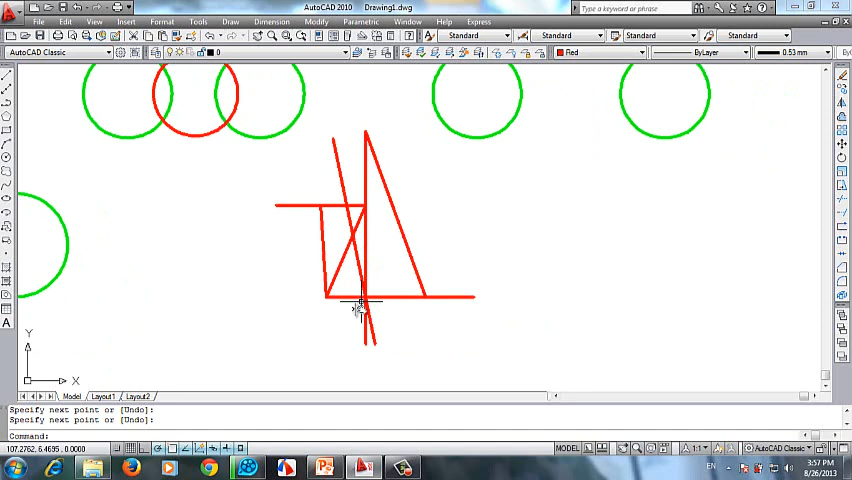 AutoCAD 2010 Drawing1.dwg
Type a keyword or phrase
File Edit View Insert Format Tools Draw Dimension Modify Parametric Window Help Express
Standard Standard Standard Standard
AutoCAD Classic 0 Red ByLayer 0.53 mm
Y
X
Model Layout1 Layout2
Specify next point or [Undo]:
Specify next point or [Undo]:
Command:
107.2762, 6.4695, 0.0000 MODEL 1:1 AutoCAD Classic
EN 3:57 PM
8/26/2013